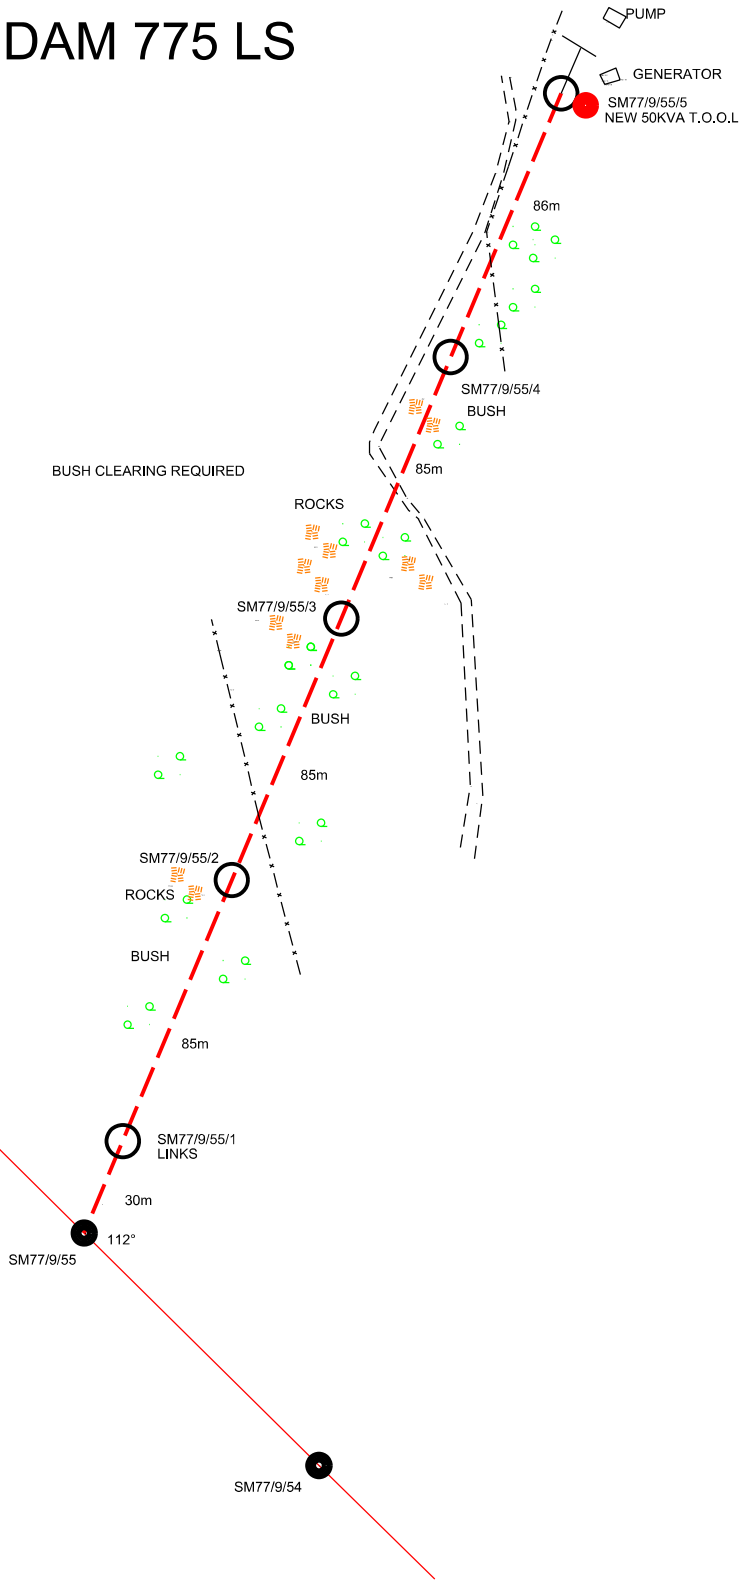 DAM 775 LS
PUMP
GENERATOR
SM77/9/55/5
NEW 50KVA T.O.O.L
86m
SM77/9/55/4
BUSH
85m
BUSH CLEARING REQUIRED
ROCKS
SM77/9/55/3
BUSH
85m
SM77/9/55/2
ROCKS
BUSH
85m
SM77/9/55/1
LINKS
30m
112°
SM77/9/55
SM77/9/54